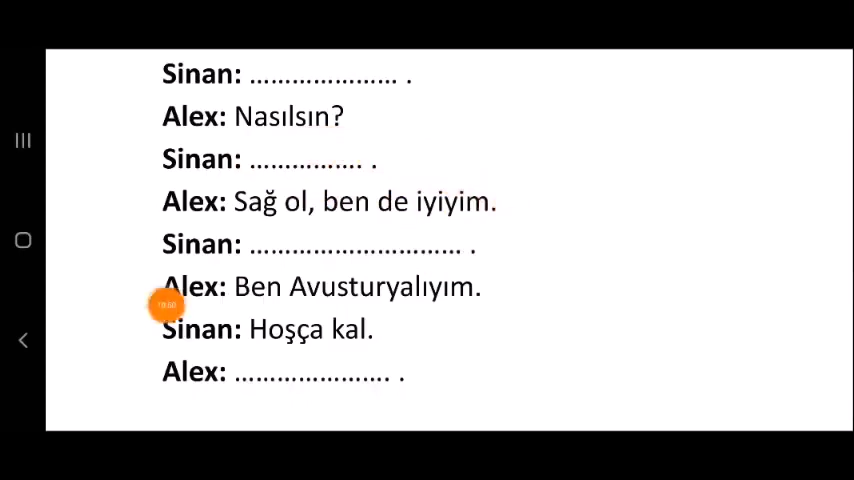 Sinan: ..................... .
Alex: Nasılsın?
Sinan: ................ .
Alex: Sağ ol, ben de iyiyim.
Sinan: .............................. .
Alex: Ben Avusturyalıyım.
Sinan: Hoşça kal.
Alex: ...................... .